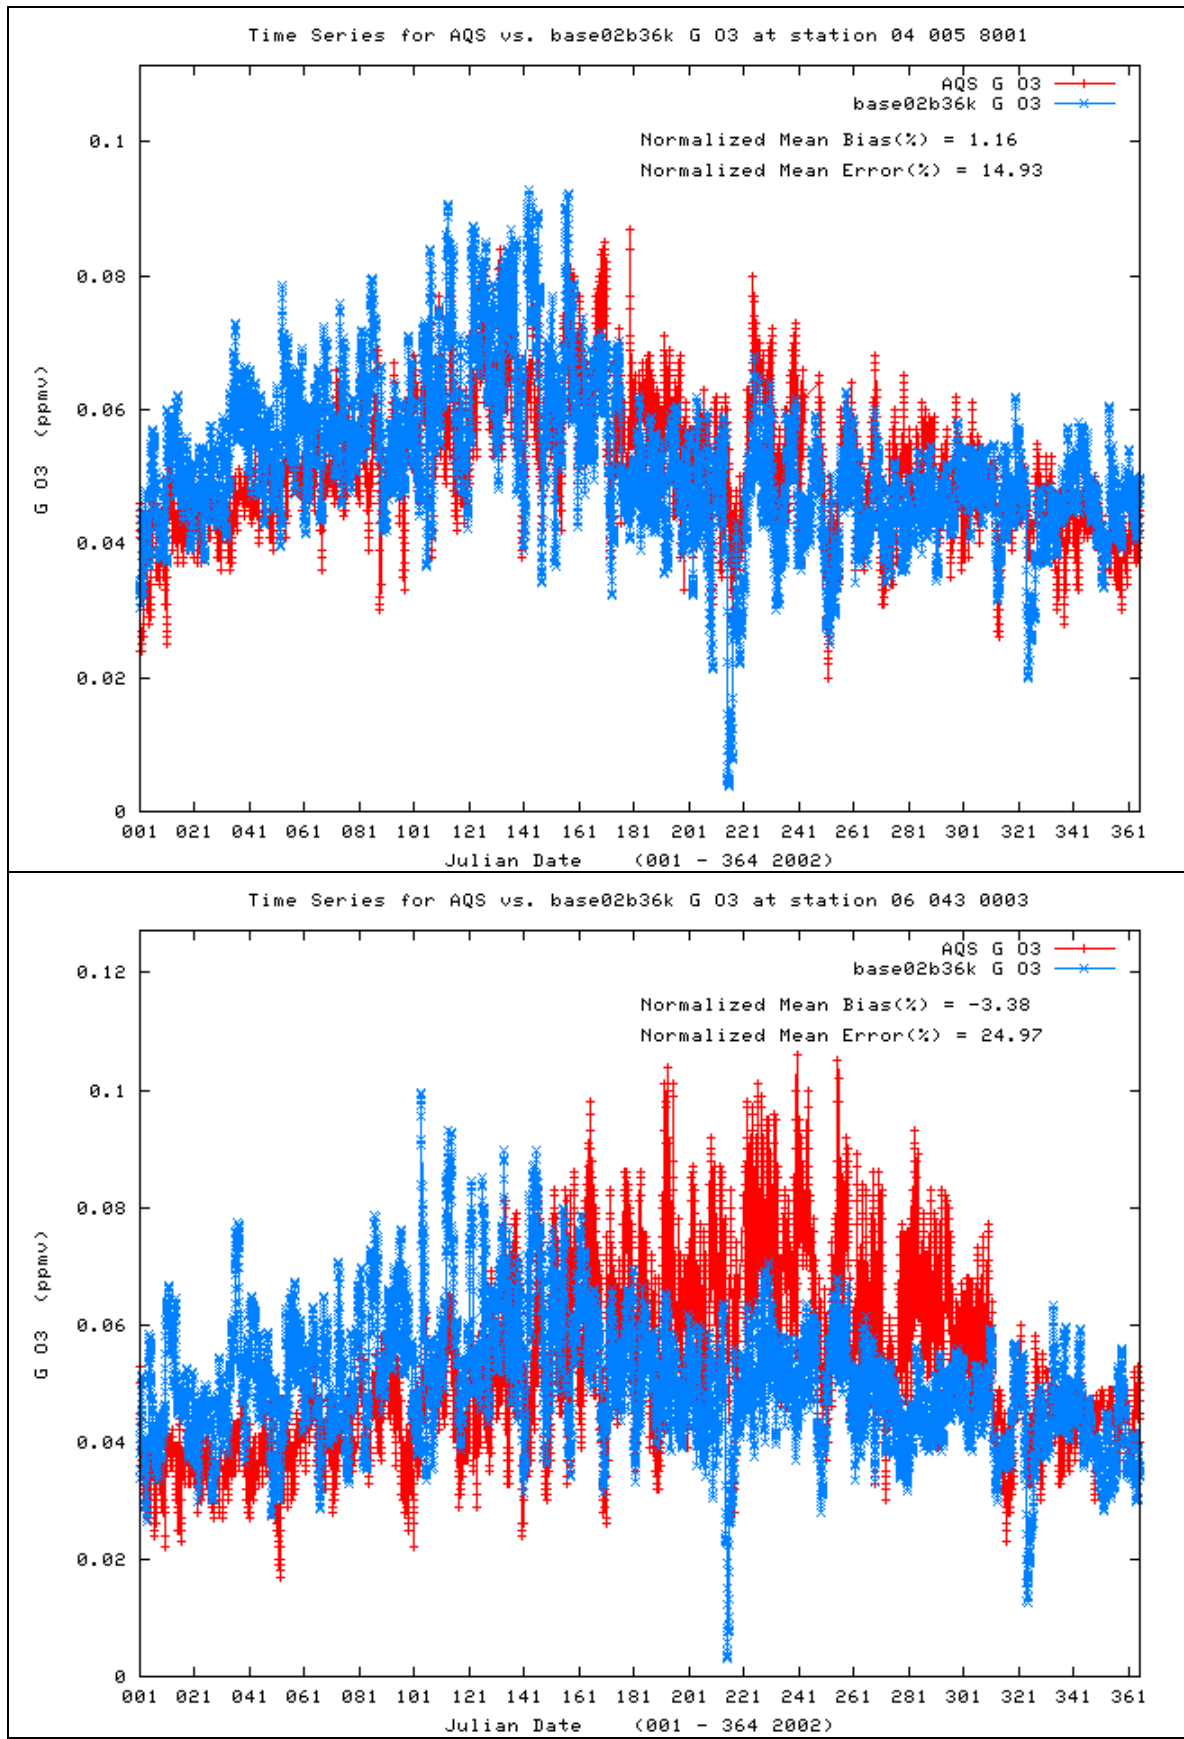 Time Series for AQS vs. base02b36k G O3 at station 04 005 8001
AQS G O3
base02b36k G O3
Normalized Mean Bias(%) = 1.16
Normalized Mean Error(%) = 14.93
0.1
0.08
0.06
0.04
0.02
0
G O3 (ppmv)
001 021 041 061 081 101 121 141 161 181 201 221 241 261 281 301 321 341 361
Julian Date (001 - 364 2002)
Time Series for AQS vs. base02b36k G O3 at station 06 043 0003
AQS G O3
base02b36k G O3
Normalized Mean Bias(%) = -3.38
Normalized Mean Error(%) = 24.97
0.12
0.1
0.08
0.06
0.04
0.02
0
G O3 (ppmv)
001 021 041 061 081 101 121 141 161 181 201 221 241 261 281 301 321 341 361
Julian Date (001 - 364 2002)